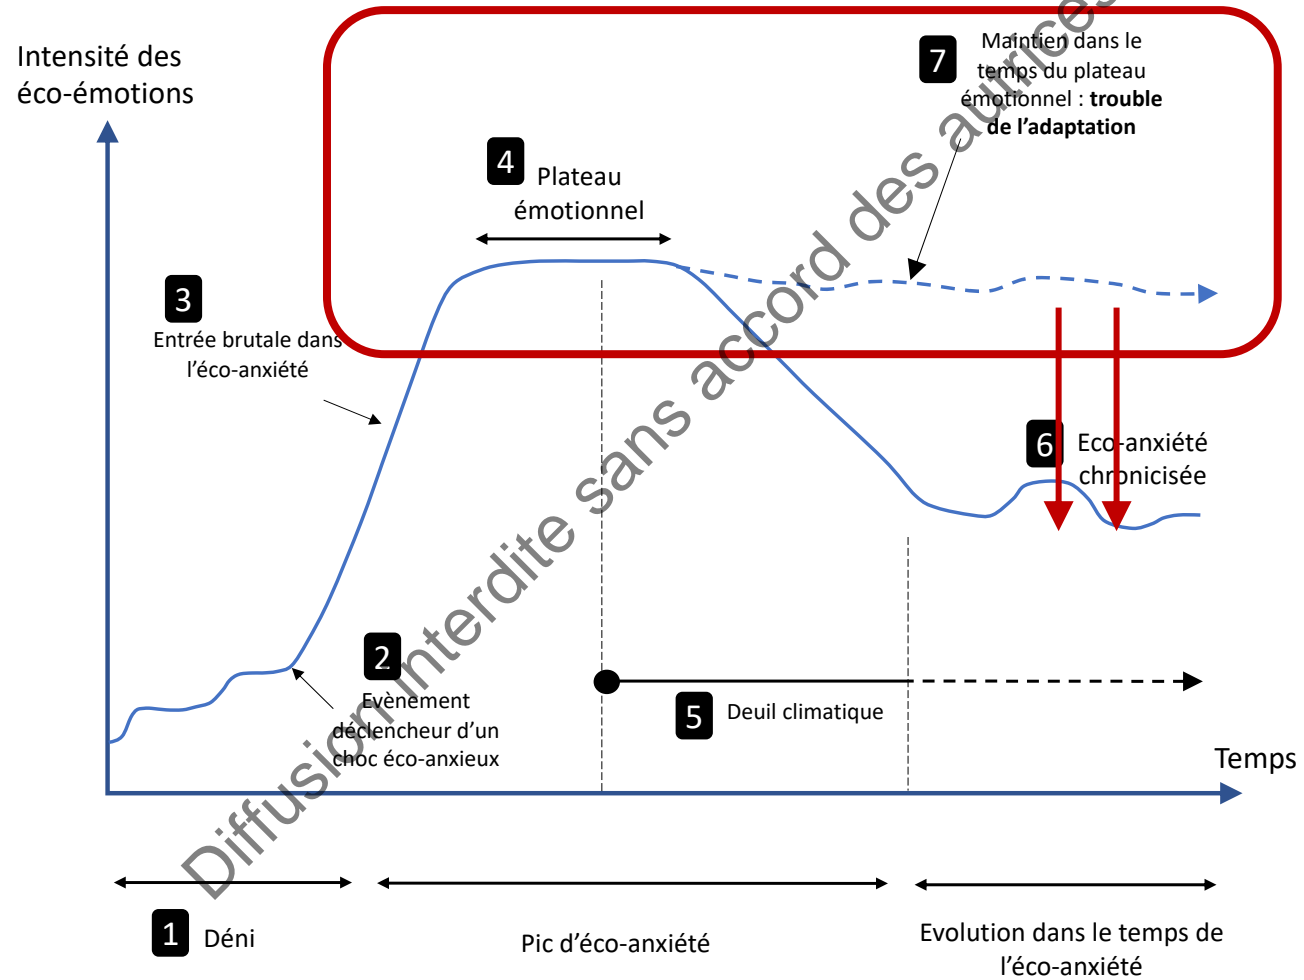 Intensité des
éco-émotions
7
Maintien dans le
temps du plateau
émotionnel : trouble
de l'adaptation
4
Plateau
émotionnel
3
Entrée brutale dans
l'éco-anxiété
6
Eco-anxiété
chronicisée
2
Evènement
déclencheur d'un
choc éco-anxieux
5
Deuil climatique
Temps
1
Déni
Pic d'éco-anxiété
Evolution dans le temps de
l'éco-anxiété
Diffusion interdite sans accord des autrices